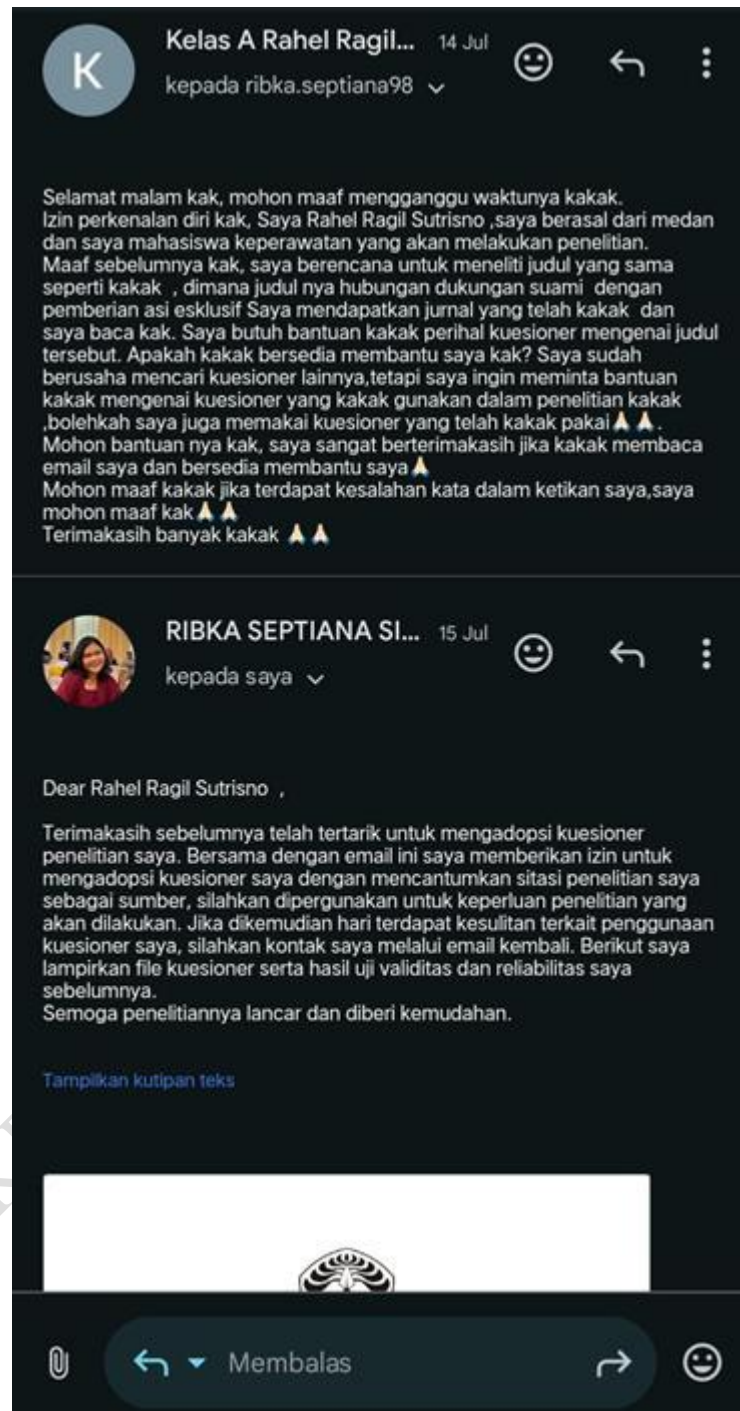 K
Kelas A Rahel Ragil... 14 Jul
kepada ribka.septiana98
Selamat malam kak, mohon maaf mengganggu waktunya kakak.
Izin perkenalan diri kak, Saya Rahel Ragil Sutrisno ,saya berasal dari medan
dan saya mahasiswa keperawatan yang akan melakukan penelitian.
Maaf sebelumnya kak, saya berencana untuk meneliti judul yang sama
seperti kakak , dimana judul nya hubungan dukungan suami dengan
pemberian asi esklusif Saya mendapatkan jurnal yang telah kakak dan
saya baca kak. Saya butuh bantuan kakak perihal kuesioner mengenai judul
tersebut. Apakah kakak bersedia membantu saya kak? Saya sudah
berusaha mencari kuesioner lainnya,tetapi saya ingin meminta bantuan
kakak mengenai kuesioner yang kakak gunakan dalam penelitian kakak
,bolehkah saya juga memakai kuesioner yang telah kakak pakai🙏🏻🙏🏻.
Mohon bantuan nya kak, saya sangat berterimakasih jika kakak membaca
email saya dan bersedia membantu saya🙏🏻
Mohon maaf kakak jika terdapat kesalahan kata dalam ketikan saya,saya
mohon maaf kak🙏🏻🙏🏻
Terimakasih banyak kakak 🙏🏻🙏🏻
RIBKA SEPTIANA SI... 15 Jul
kepada saya
Dear Rahel Ragil Sutrisno ,
Terimakasih sebelumnya telah tertarik untuk mengadopsi kuesioner
penelitian saya. Bersama dengan email ini saya memberikan izin untuk
mengadopsi kuesioner saya dengan mencantumkan sitasi penelitian saya
sebagai sumber, silahkan dipergunakan untuk keperluan penelitian yang
akan dilakukan. Jika dikemudian hari terdapat kesulitan terkait penggunaan
kuesioner saya, silahkan kontak saya melalui email kembali. Berikut saya
lampirkan file kuesioner serta hasil uji validitas dan reliabilitas saya
sebelumnya.
Semoga penelitiannya lancar dan diberi kemudahan.
Tampilkan kutipan teks
Membalas